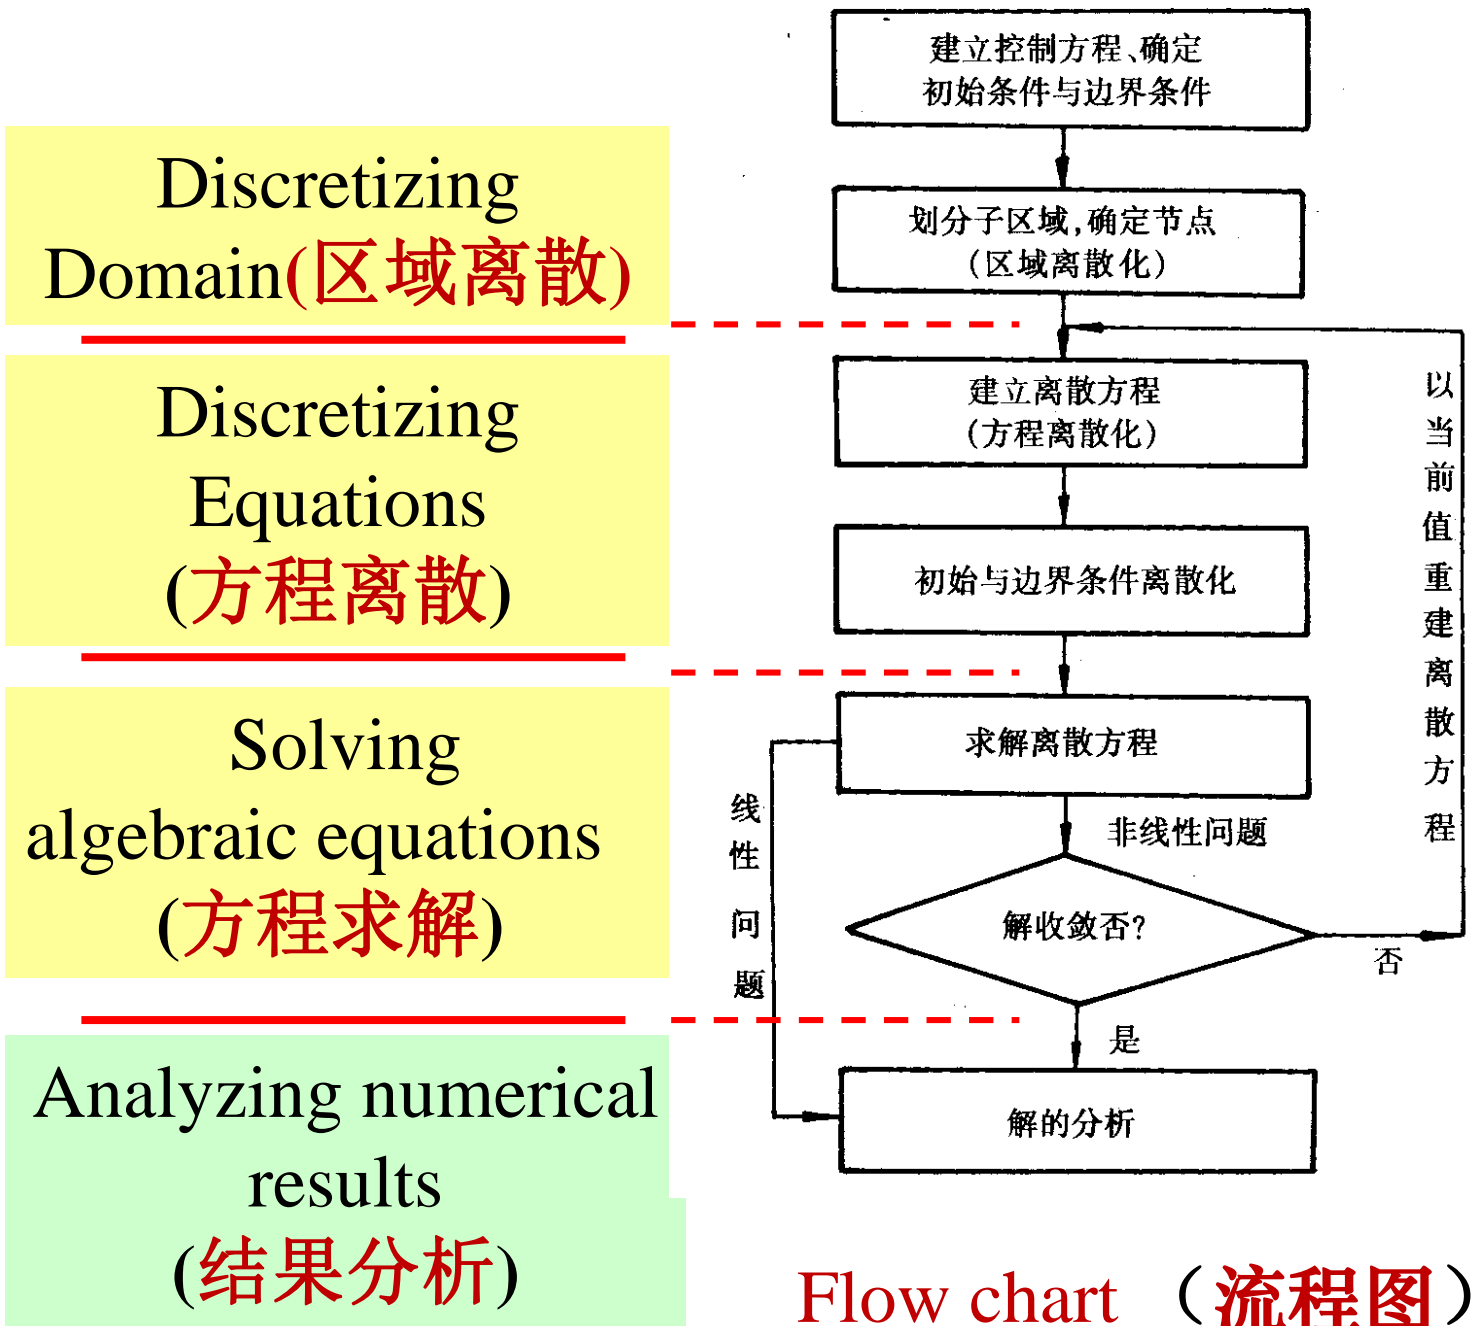 Discretizing
Domain(区域离散)
Discretizing
Equations
(方程离散)
Solving
algebraic equations
(方程求解)
Analyzing numerical
results
(结果分析)
建立控制方程、确定
初始条件与边界条件
划分子区域,确定节点
(区域离散化)
建立离散方程
(方程离散化)
初始与边界条件离散化
求解离散方程
非线性问题
线性问题
解收敛否?
否
是
以当前值重建离散方程
解的分析
Flow chart （流程图）